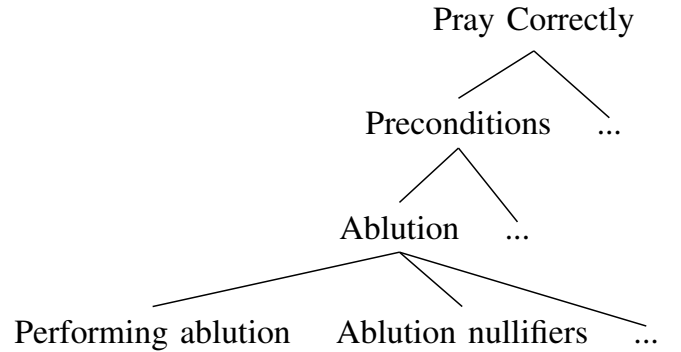 Pray Correctly
Preconditions ...
Ablution ...
Performing ablution Ablution nullifiers ...